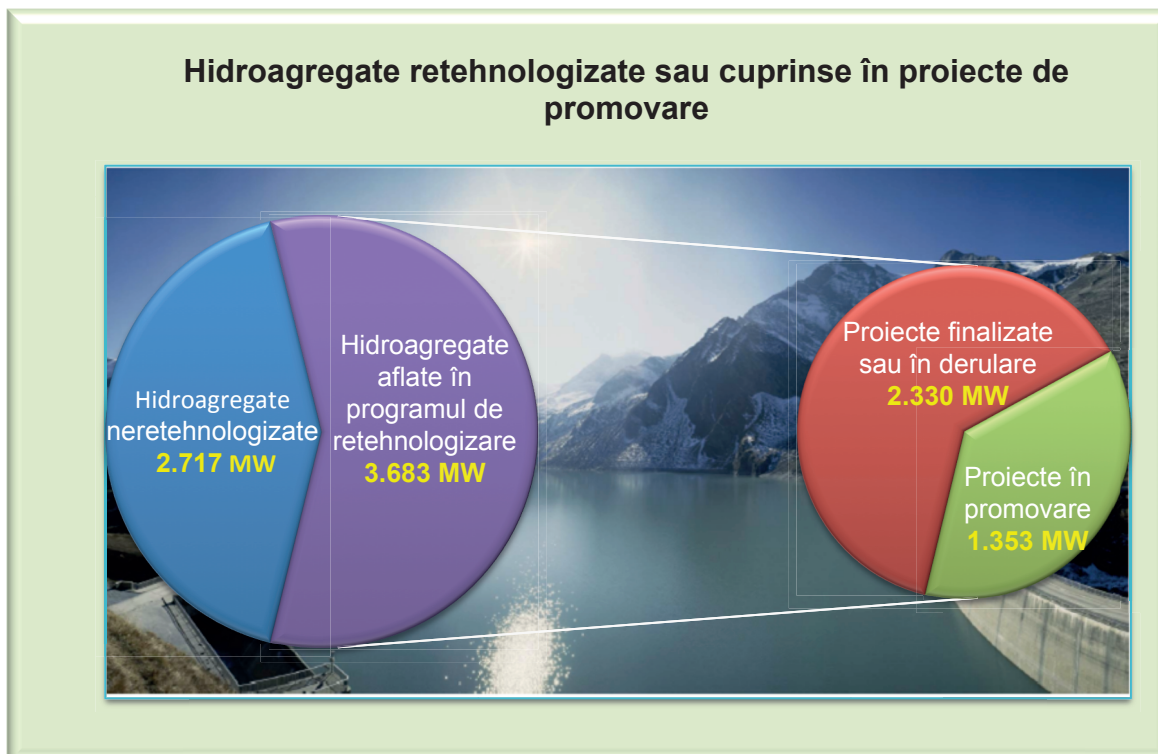 Hidroagregate retehnologizate sau cuprinse în proiecte de
promovare
Hidroagregate
neretehnologizate
2.717 MW
Hidroagregate
aflate în
programul de
retehnologizare
3.683 MW
Proiecte finalizate
sau în derulare
2.330 MW
Proiecte în
promovare
1.353 MW